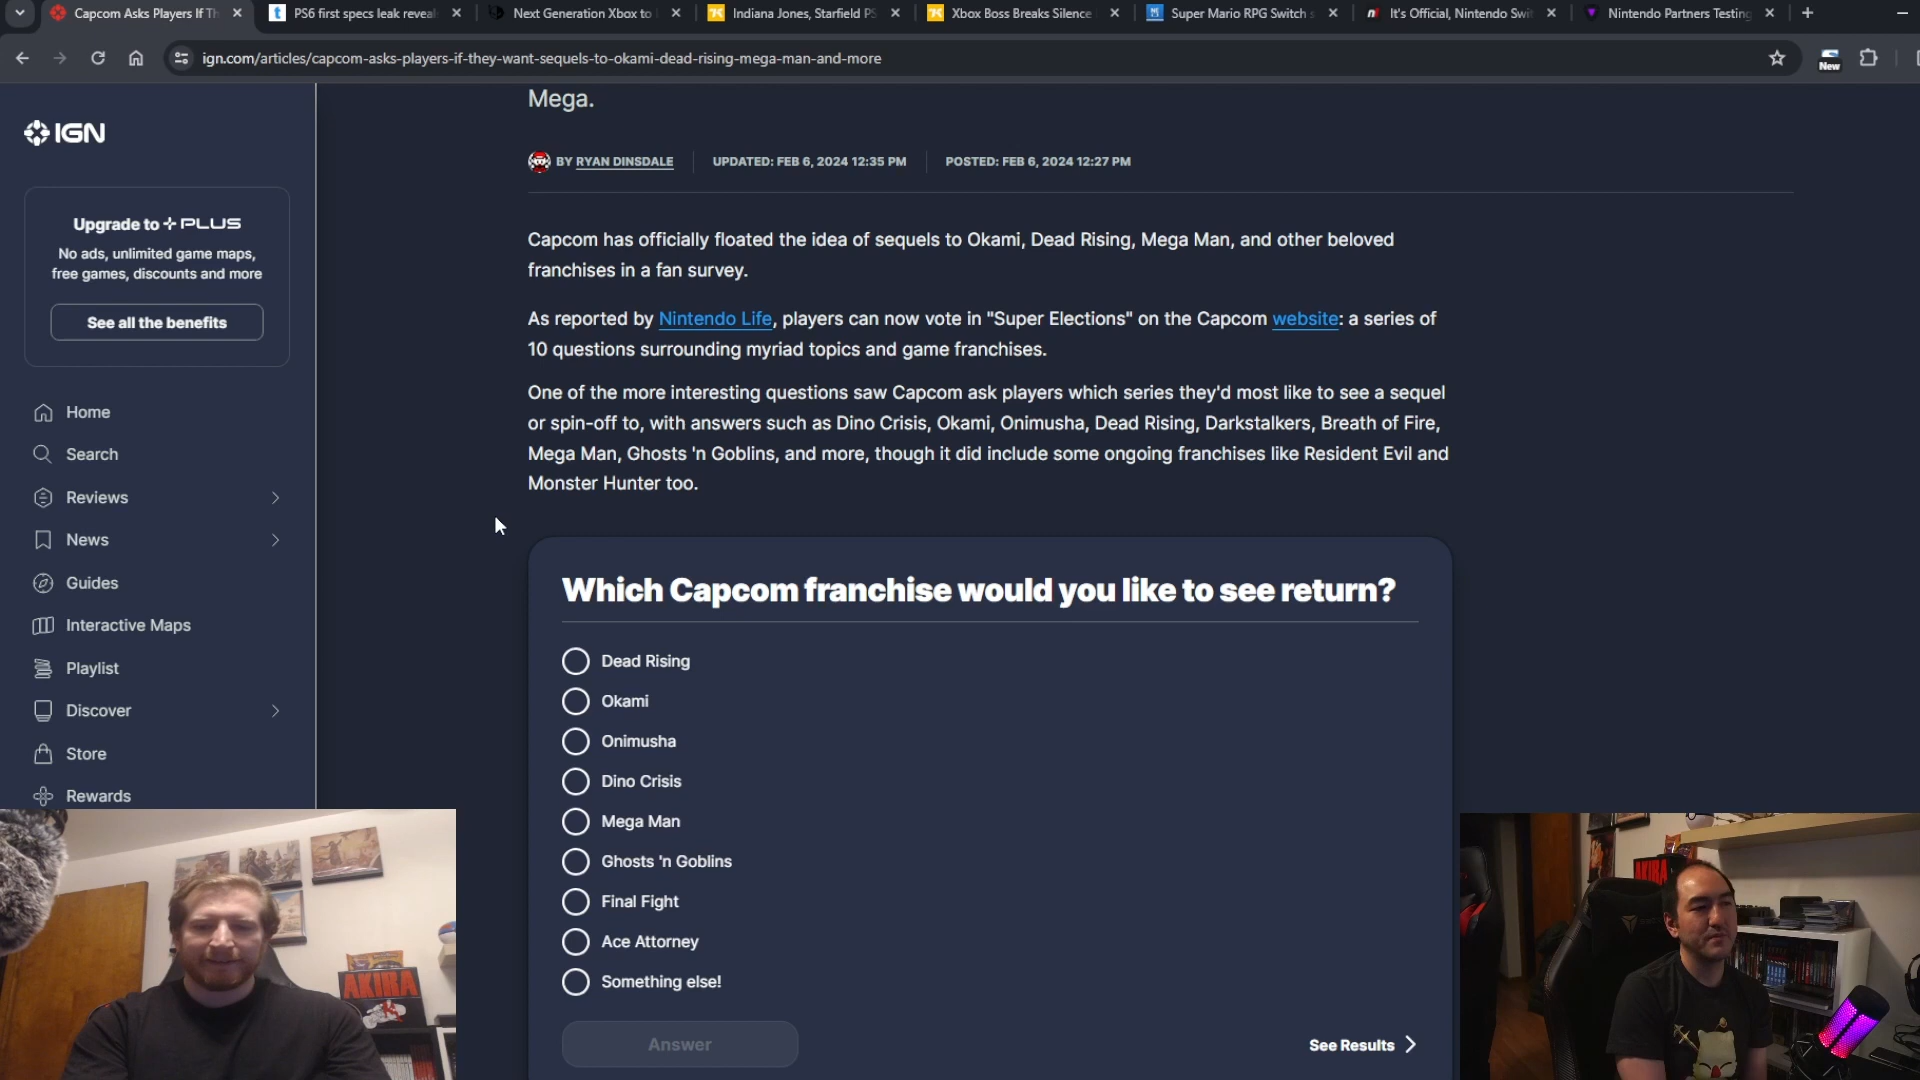 Capcom Asks Players If Th
PS6 first specs leak reveal
Next Generation Xbox to
Indiana Jones, Starfield PS
Xbox Boss Breaks Silence
Super Mario RPG Switch s
It's Official, Nintendo Swi
Nintendo Partners Testing
ign.com/articles/capcom-asks-players-if-they-want-sequels-to-okami-dead-rising-mega-man-and-more
New
IGN
Upgrade to PLUS
No ads, unlimited game maps,
free games, discounts and more
See all the benefits
Home
Search
Reviews
News
Guides
Interactive Maps
Playlist
Discover
Store
Rewards
Mega.
BY RYAN DINSDALE
UPDATED: FEB 6, 2024 12:35 PM
POSTED: FEB 6, 2024 12:27 PM
Capcom has officially floated the idea of sequels to Okami, Dead Rising, Mega Man, and other beloved
franchises in a fan survey.
As reported by Nintendo Life, players can now vote in "Super Elections" on the Capcom website: a series of
10 questions surrounding myriad topics and game franchises.
One of the more interesting questions saw Capcom ask players which series they'd most like to see a sequel
or spin-off to, with answers such as Dino Crisis, Okami, Onimusha, Dead Rising, Darkstalkers, Breath of Fire,
Mega Man, Ghosts 'n Goblins, and more, though it did include some ongoing franchises like Resident Evil and
Monster Hunter too.
Which Capcom franchise would you like to see return?
Dead Rising
Okami
Onimusha
Dino Crisis
Mega Man
Ghosts 'n Goblins
Final Fight
Ace Attorney
Something else!
Answer
See Results
AKIRA
AKIRA